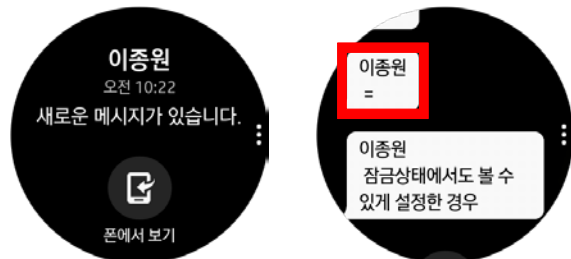 이종원
오전 10:22
새로운 메시지가 있습니다.
폰에서 보기
이종원
=
이종원
잠금상태에서도 볼 수
있게 설정한 경우